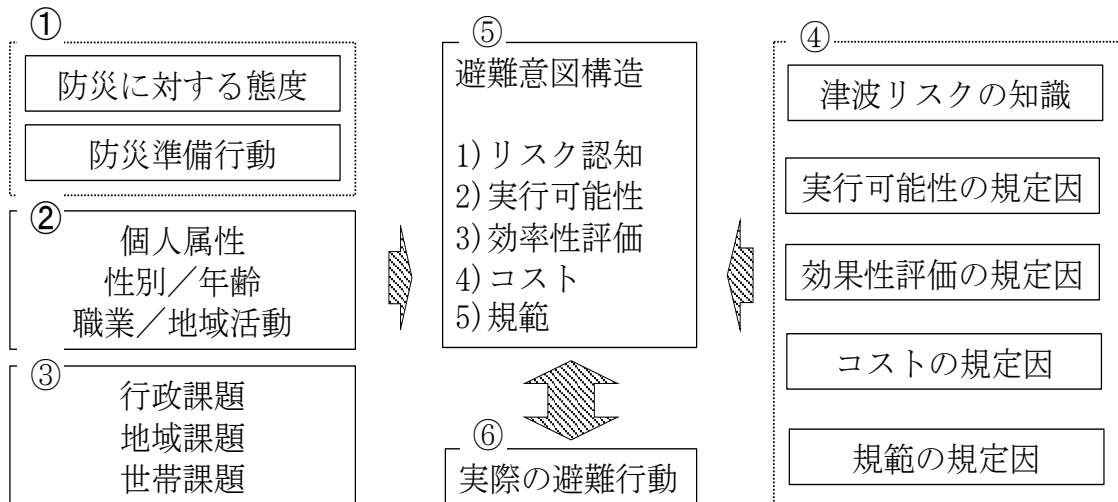 ①
防災に対する態度
防災準備行動
②
個人属性
性別／年齢
職業／地域活動
③
行政課題
地域課題
世帯課題
⑤
避難意図構造
1)リスク認知
2)実行可能性
3)効率性評価
4)コスト
5)規範
⑥
実際の避難行動
④
津波リスクの知識
実行可能性の規定因
効果性評価の規定因
コストの規定因
規範の規定因